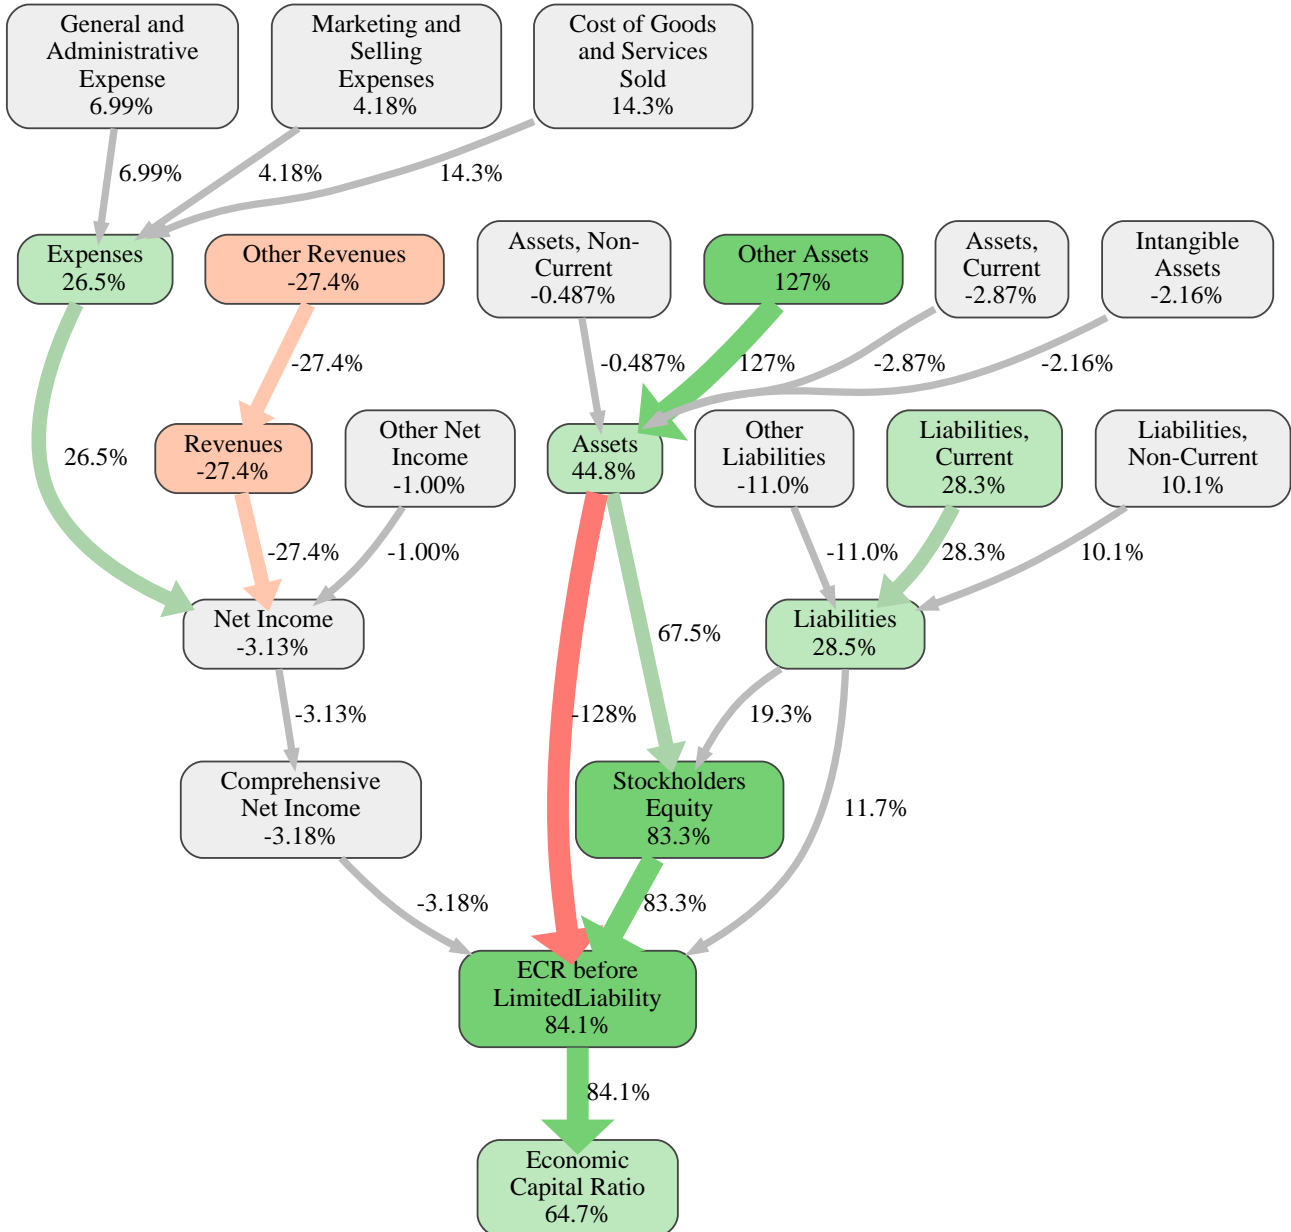 General and
Administrative
Expense
6.99%
Marketing and
Selling
Expenses
4.18%
Cost of Goods
and Services
Sold
14.3%
6.99%
4.18%
14.3%
Expenses
26.5%
Other Revenues
-27.4%
Assets, Non-
Current
-0.487%
Other Assets
127%
Assets,
Current
-2.87%
Intangible
Assets
-2.16%
-27.4%
-0.487%
127%
-2.87%
-2.16%
26.5%
Revenues
-27.4%
Other Net
Income
-1.00%
Assets
44.8%
Other
Liabilities
-11.0%
Liabilities,
Current
28.3%
Liabilities,
Non-Current
10.1%
-27.4%
-1.00%
-11.0%
28.3%
10.1%
Net Income
-3.13%
67.5%
Liabilities
28.5%
-3.13%
-128%
19.3%
Comprehensive
Net Income
-3.18%
Stockholders
Equity
83.3%
11.7%
-3.18%
83.3%
ECR before
LimitedLiability
84.1%
84.1%
Economic
Capital Ratio
64.7%